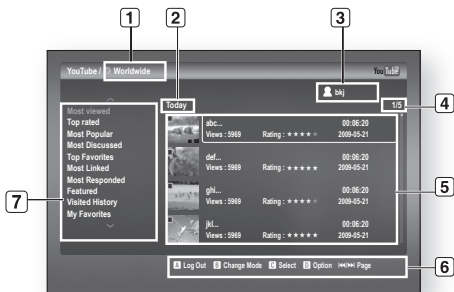 1
2
3
YouTube / Worldwide
YouTube
bkj
Today
1/5
4
Most viewed
Top rated
Most Popular
Most Discussed
Top Favorites
Most Linked
Most Responded
Featured
Visited History
My Favorites
7
abc...
00:06:20
Views : 5969 Rating : ★★★★★ 2009-05-21
def...
00:06:20
Views : 5969 Rating : ★★★★★ 2009-05-21
5
ghi...
00:06:20
Views : 5969 Rating : ★★★★★ 2009-05-21
jkl...
00:06:20
Views : 5969 Rating : ★★★★★ 2009-05-21
A Log Out B Change Mode C Select D Option Page
6